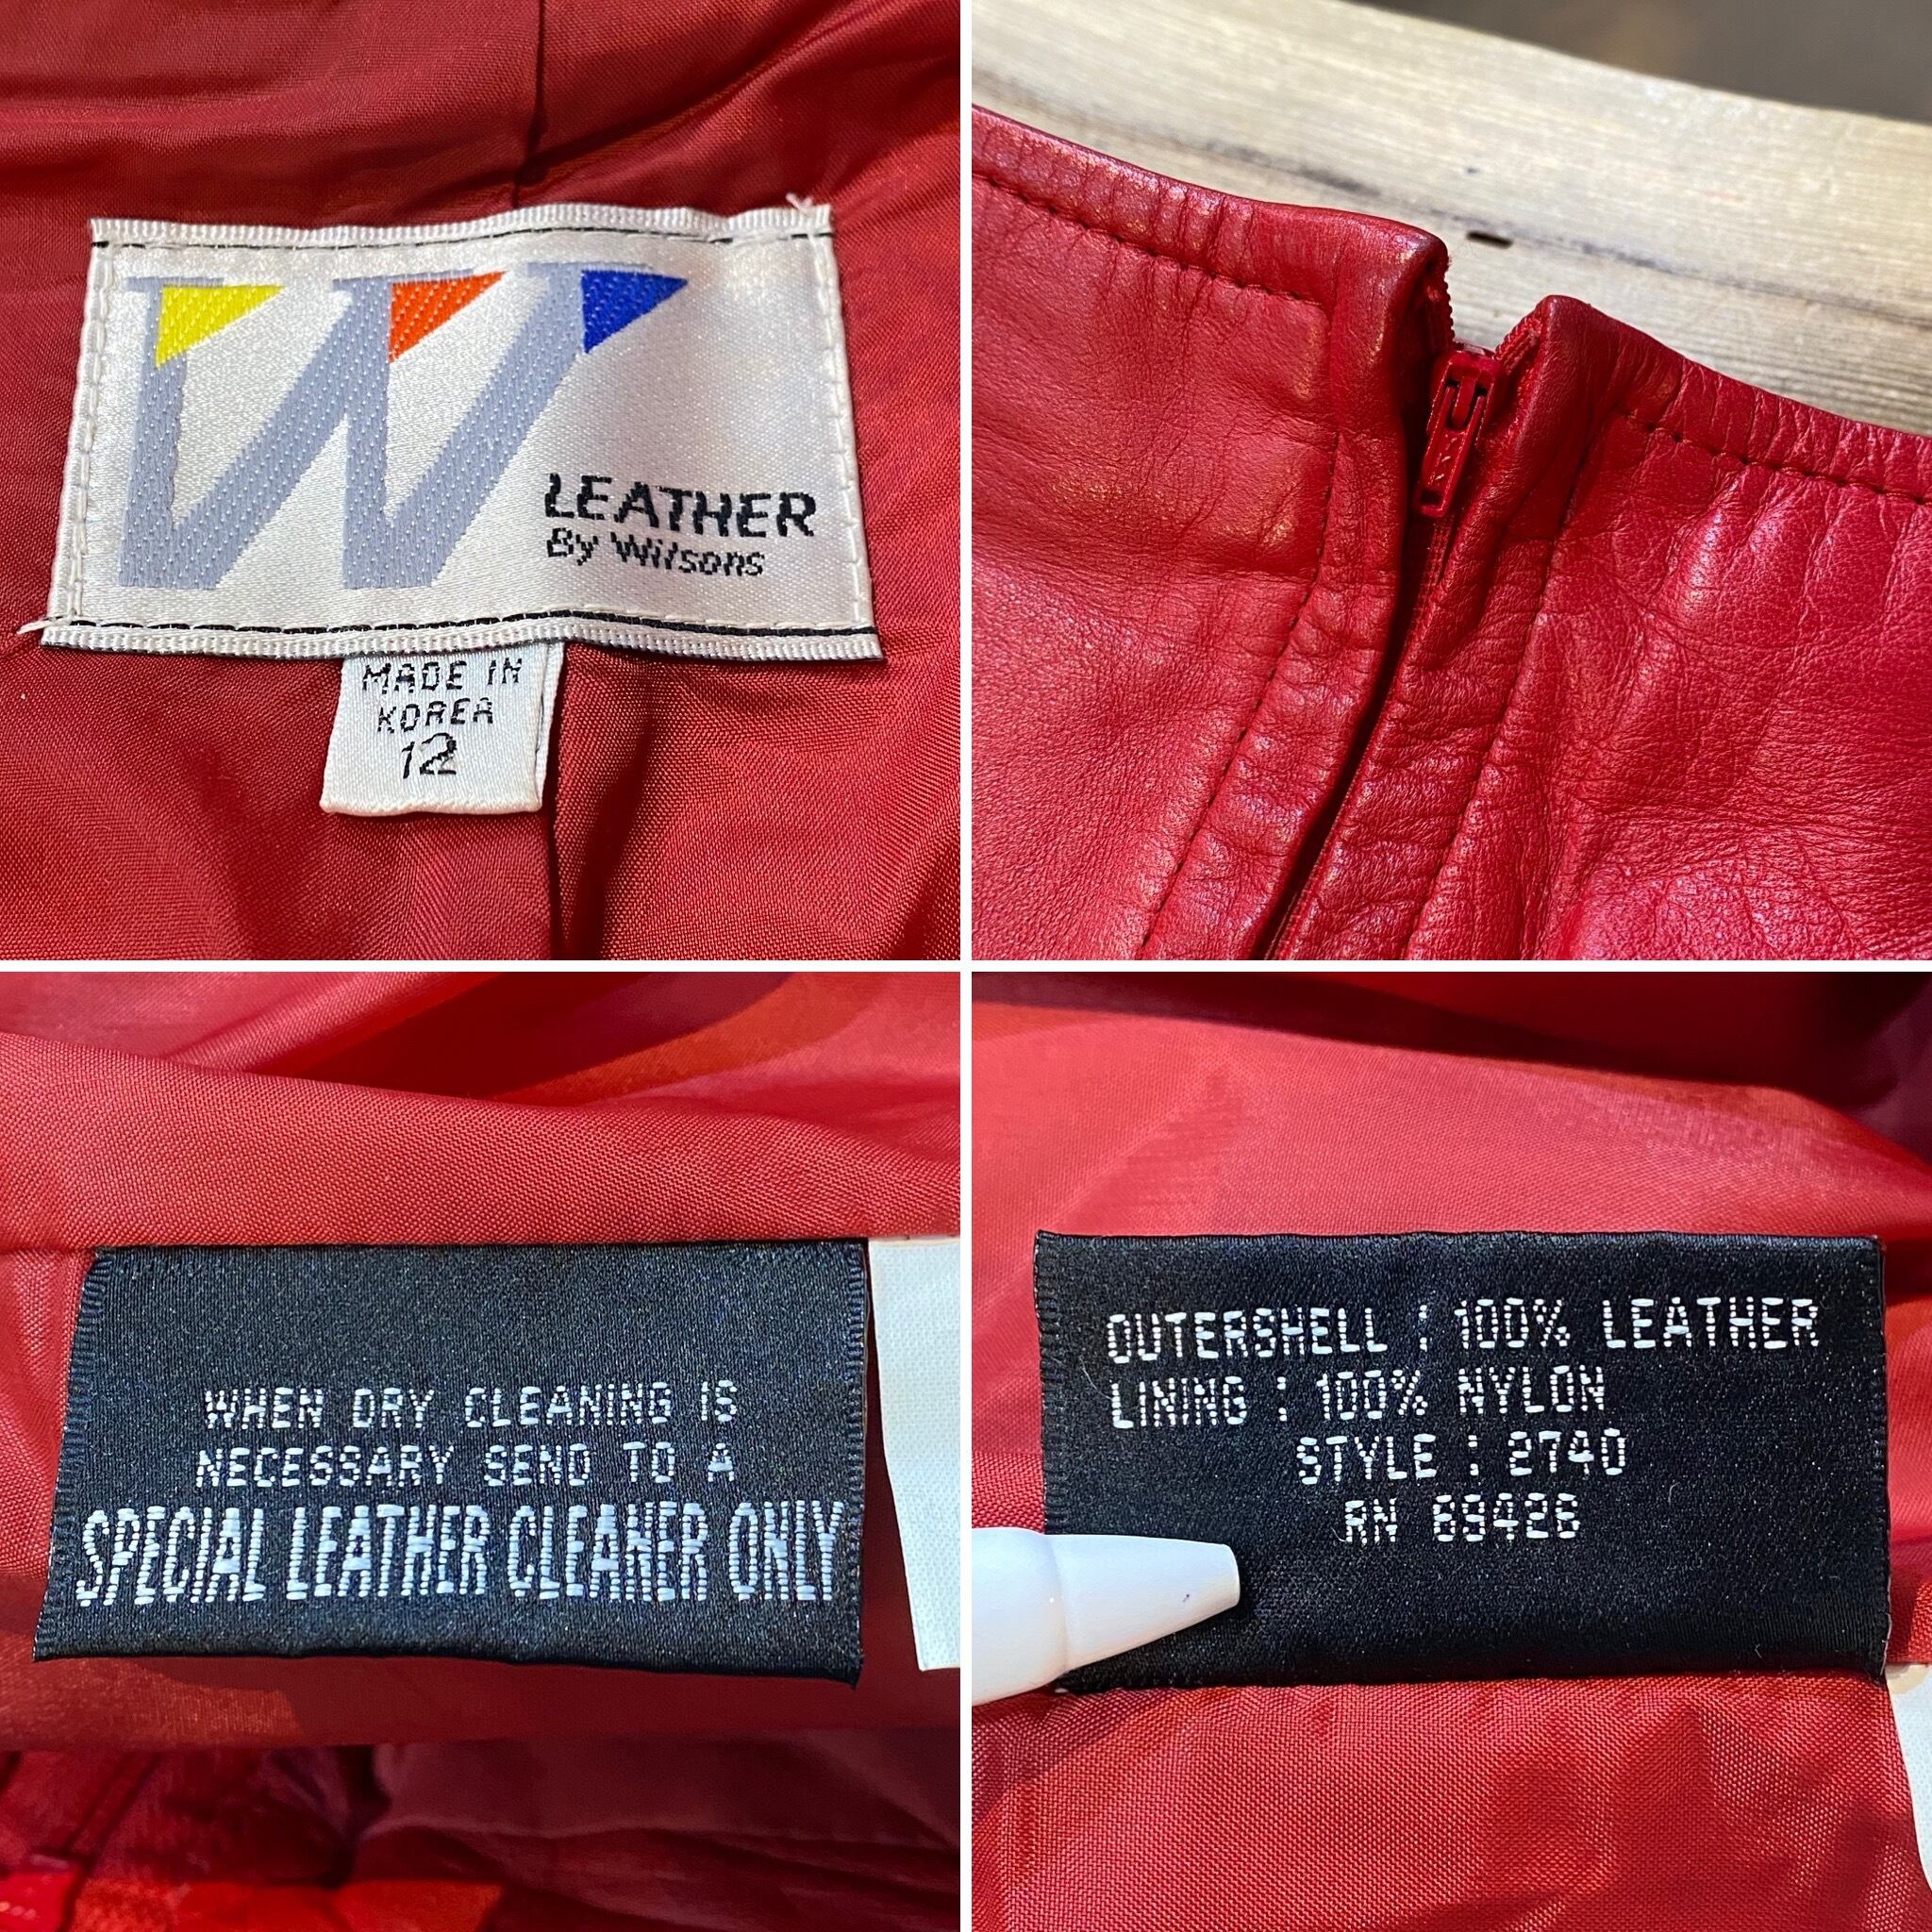 W
LEATHER
By Wilsons
MADE IN
KOREA
12
WHEN DRY CLEANING IS
NECESSARY SEND TO A
SPECIAL LEATHER CLEANER ONLY
OUTERSHELL : 100% LEATHER
LINING : 100% NYLON
STYLE : 2740
RN 69426